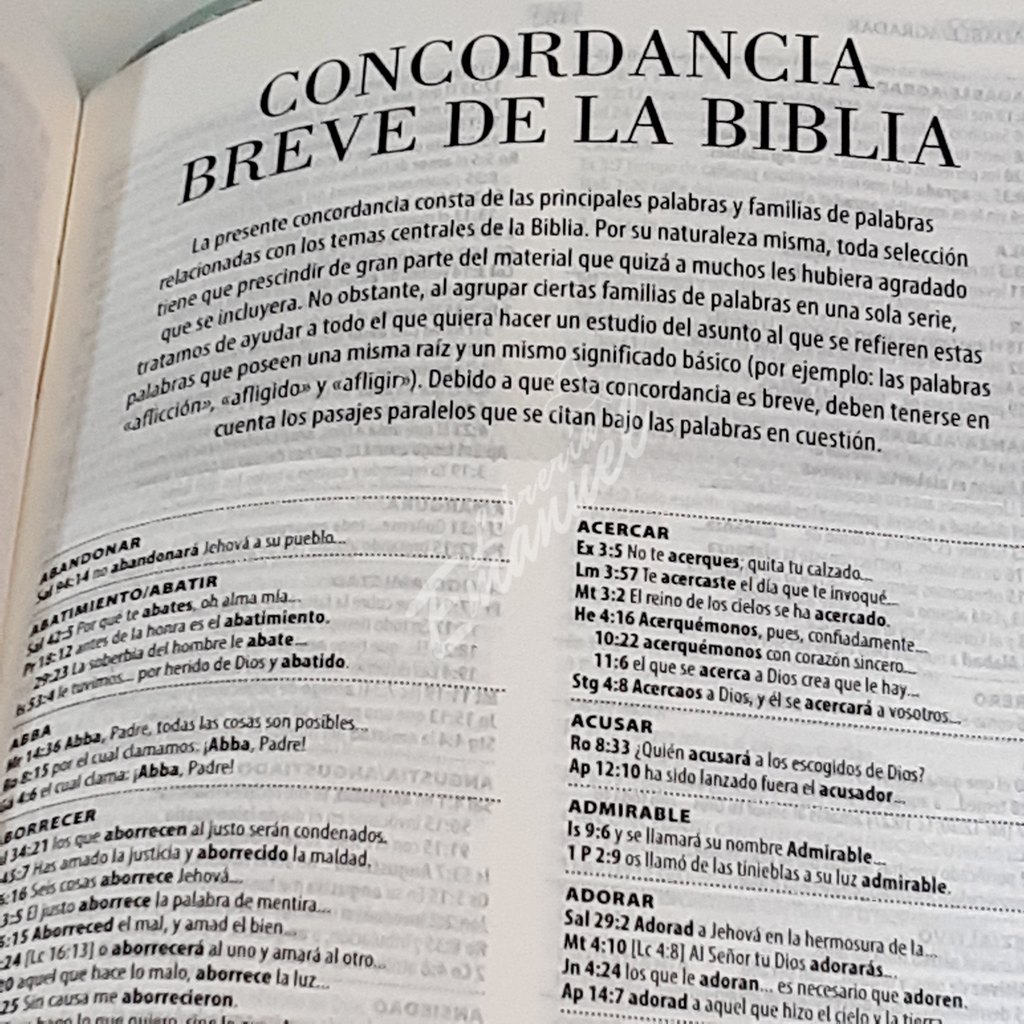 CONCORDANCIA
BREVE DE LA BIBLIA
La presente concordancia consta de las principales palabras y familias de palabras
relacionadas con los temas centrales de la Biblia. Por su naturaleza misma, toda selección
tiene que prescindir de gran parte del material que quizá a muchos les hubiera agradado
que se incluyera. No obstante, al agrupar ciertas familias de palabras en una sola serie,
tratamos de ayudar a todo el que quiera hacer un estudio del asunto al que se refieren estas
palabras que poseen una misma raíz y un mismo significado básico (por ejemplo: las palabras
«aflicción», «afligido» y «afligir»). Debido a que esta concordancia es breve, deben tenerse en
cuenta los pasajes paralelos que se citan bajo las palabras en cuestión.
ABANDONAR
Sal 94:14 no abandonará Jehová a su pueblo...
ABATIMIENTO/ABATIR
Sal 42:5 Por qué te abates, oh alma mía...
Pr 18:12 antes de la honra es el abatimiento.
29:23 La soberbia del hombre le abate...
Is 53:4 le tuvimos... por herido de Dios y abatido.
ABBA
Mr 14:36 Abba, Padre, todas las cosas son posibles...
Ro 8:15 por el cual clamamos: ¡Abba, Padre!
4:6 el cual clama: ¡Abba, Padre!
BORRECER
34:21 los que aborrecen al justo serán condenados.
45:7 Has amado la justicia y aborrecido la maldad,
6:16 Seis cosas aborrece Jehová...
3:5 El justo aborrece la palabra de mentira...
5:15 Aborreced el mal, y amad el bien...
24 [Lc 16:13] o aborrecerá al uno y amará al otro...
20 aquel que hace lo malo, aborrece la luz...
25 Sin causa me aborrecieron.
hago lo que quiero, sino lo
ACERCAR
Ex 3:5 No te acerques; quita tu calzado...
Lm 3:57 Te acercaste el día que te invoqué...
Mt 3:2 El reino de los cielos se ha acercado.
He 4:16 Acerquémonos, pues, confiadamente...
10:22 acerquémonos con corazón sincero...
11:6 el que se acerca a Dios crea que le hay...
Stg 4:8 Acercaos a Dios, y él se acercará a vosotros...
ACUSAR
Ro 8:33 ¿Quién acusará a los escogidos de Dios?
Ap 12:10 ha sido lanzado fuera el acusador...
ADMIRABLE
Is 9:6 y se llamará su nombre Admirable...
1 P 2:9 os llamó de las tinieblas a su luz admirable.
ADORAR
Sal 29:2 Adorad a Jehová en la hermosura de la...
Mt 4:10 [Lc 4:8] Al Señor tu Dios adorarás...
Jn 4:24 los que le adoran... es necesario que adoren.
Ap 14:7 adorad a aquel que hizo el cielo y la tierra